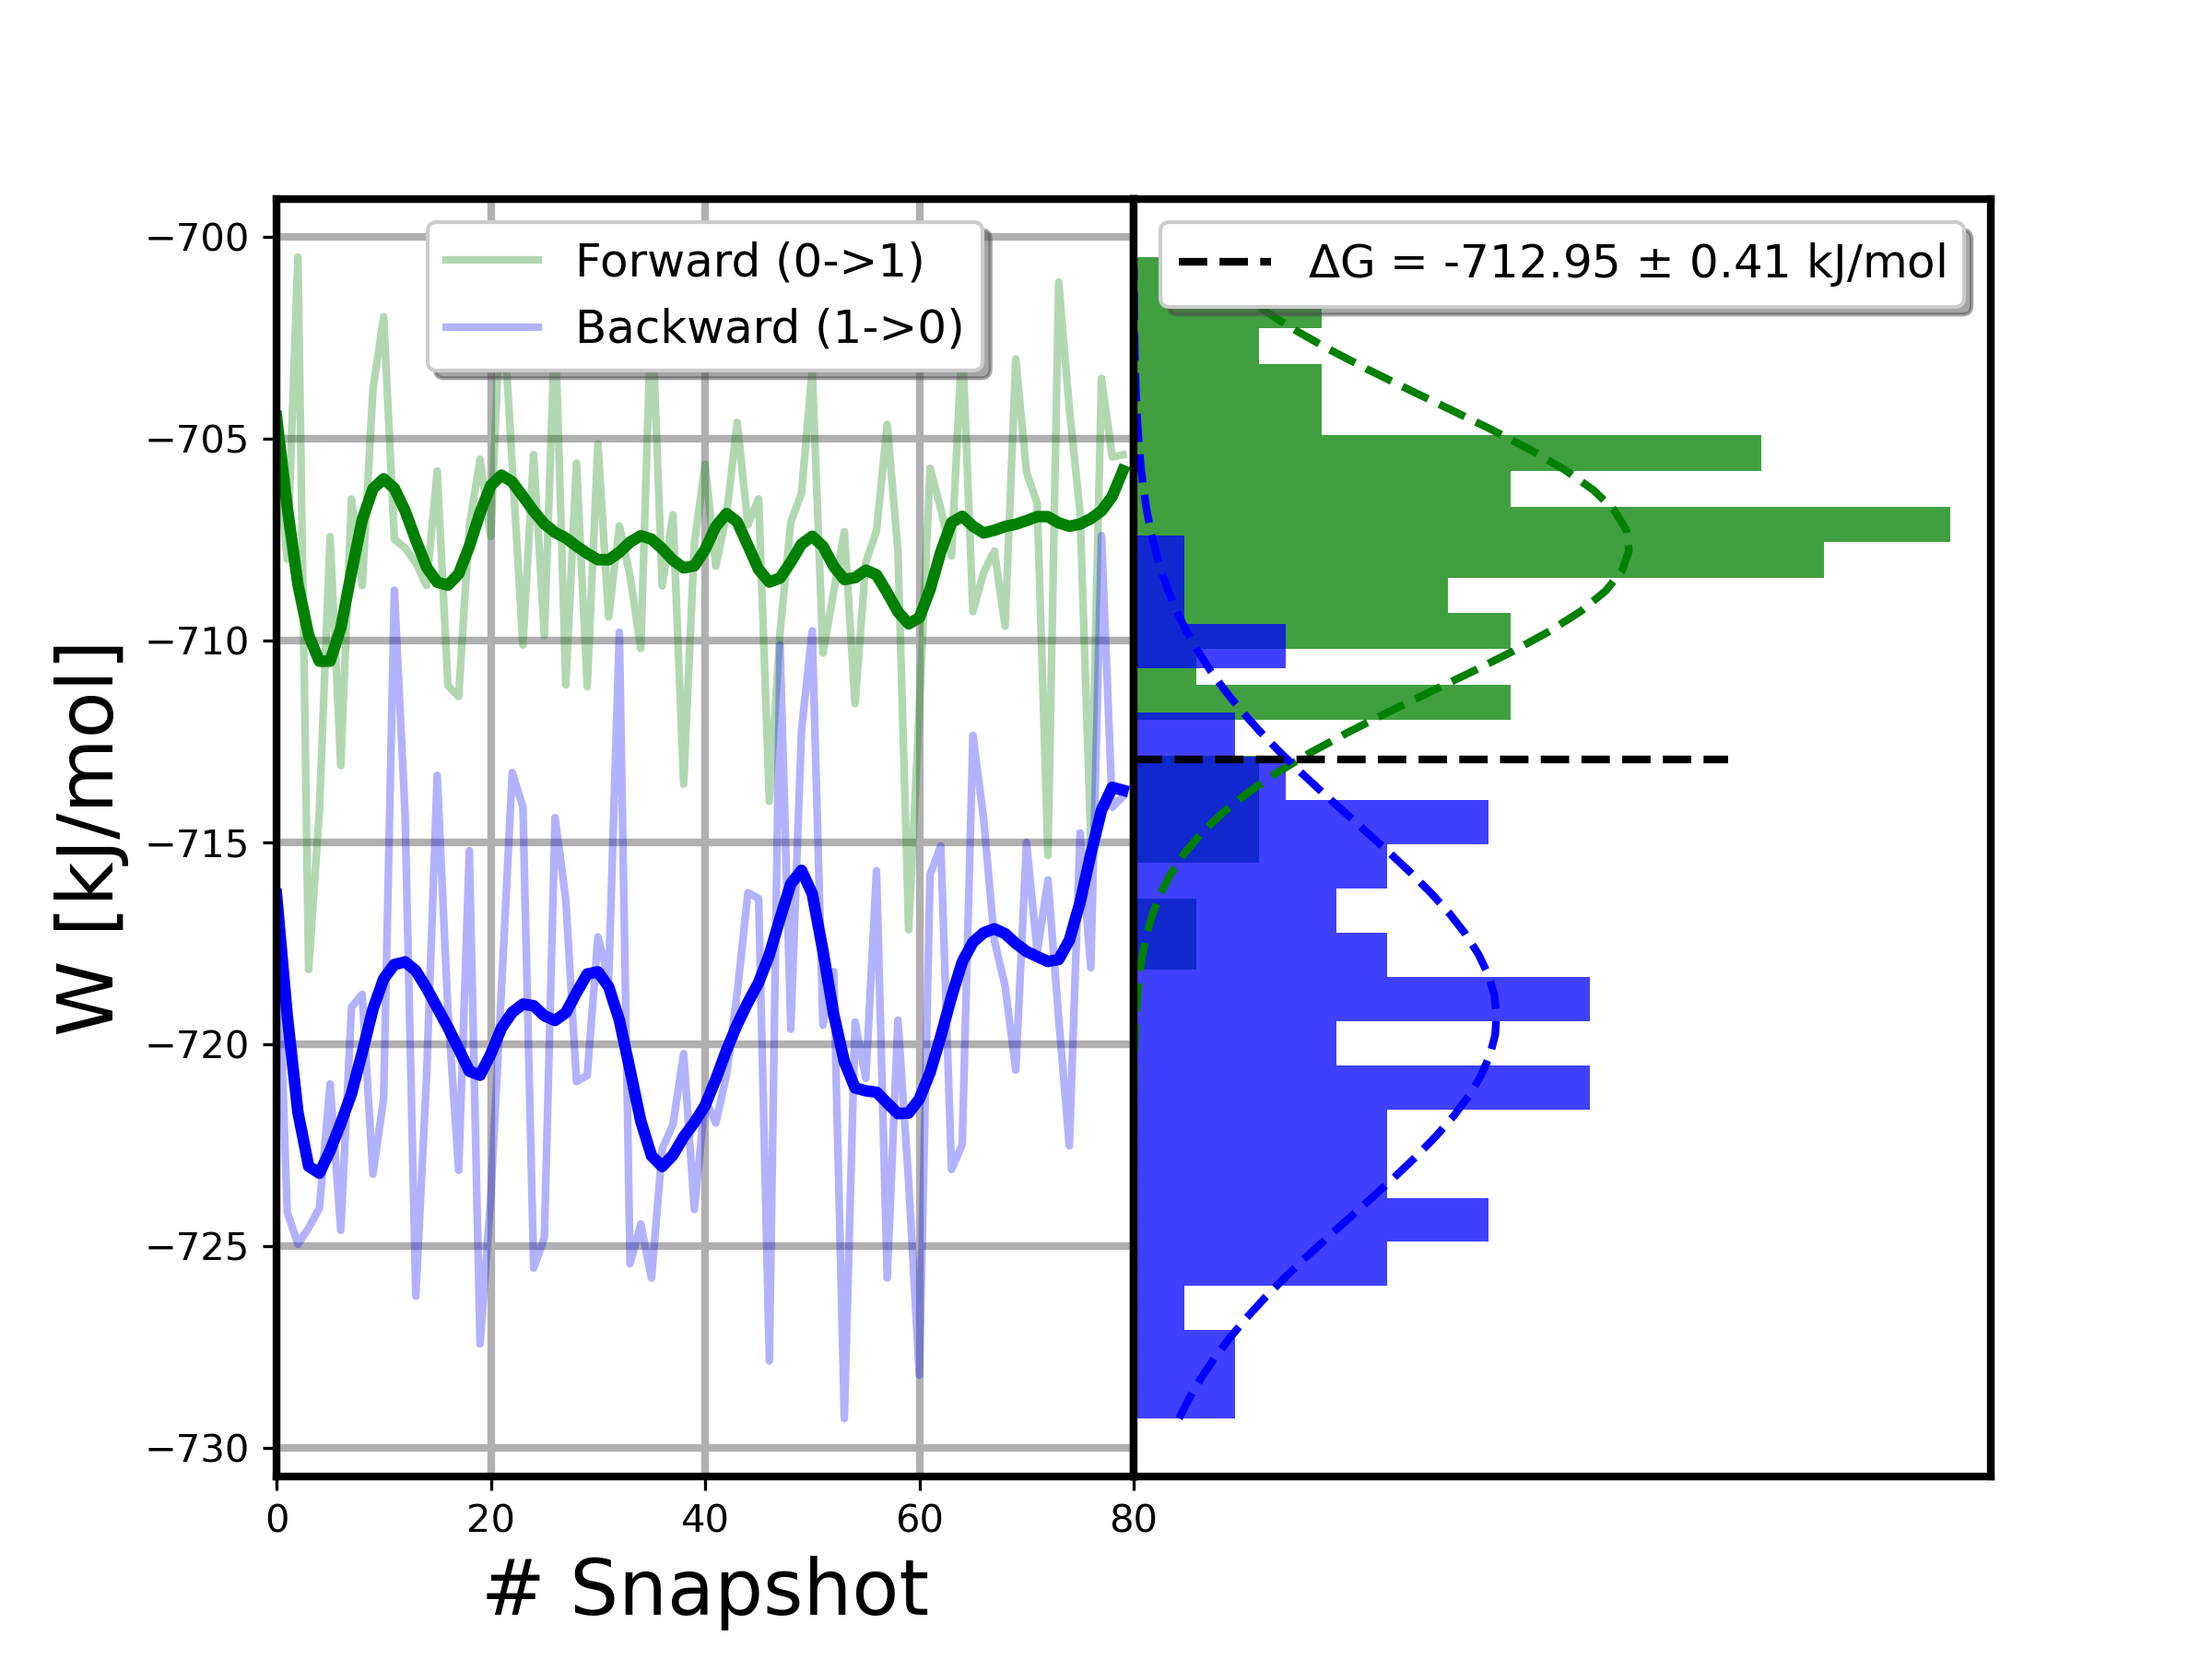 −700
−705
−710
−715
−720
−725
−730
W [kJ/mol]
Forward (0->1)
Backward (1->0)
ΔG = -712.95 ± 0.41 kJ/mol
0 20 40 60 80
# Snapshot